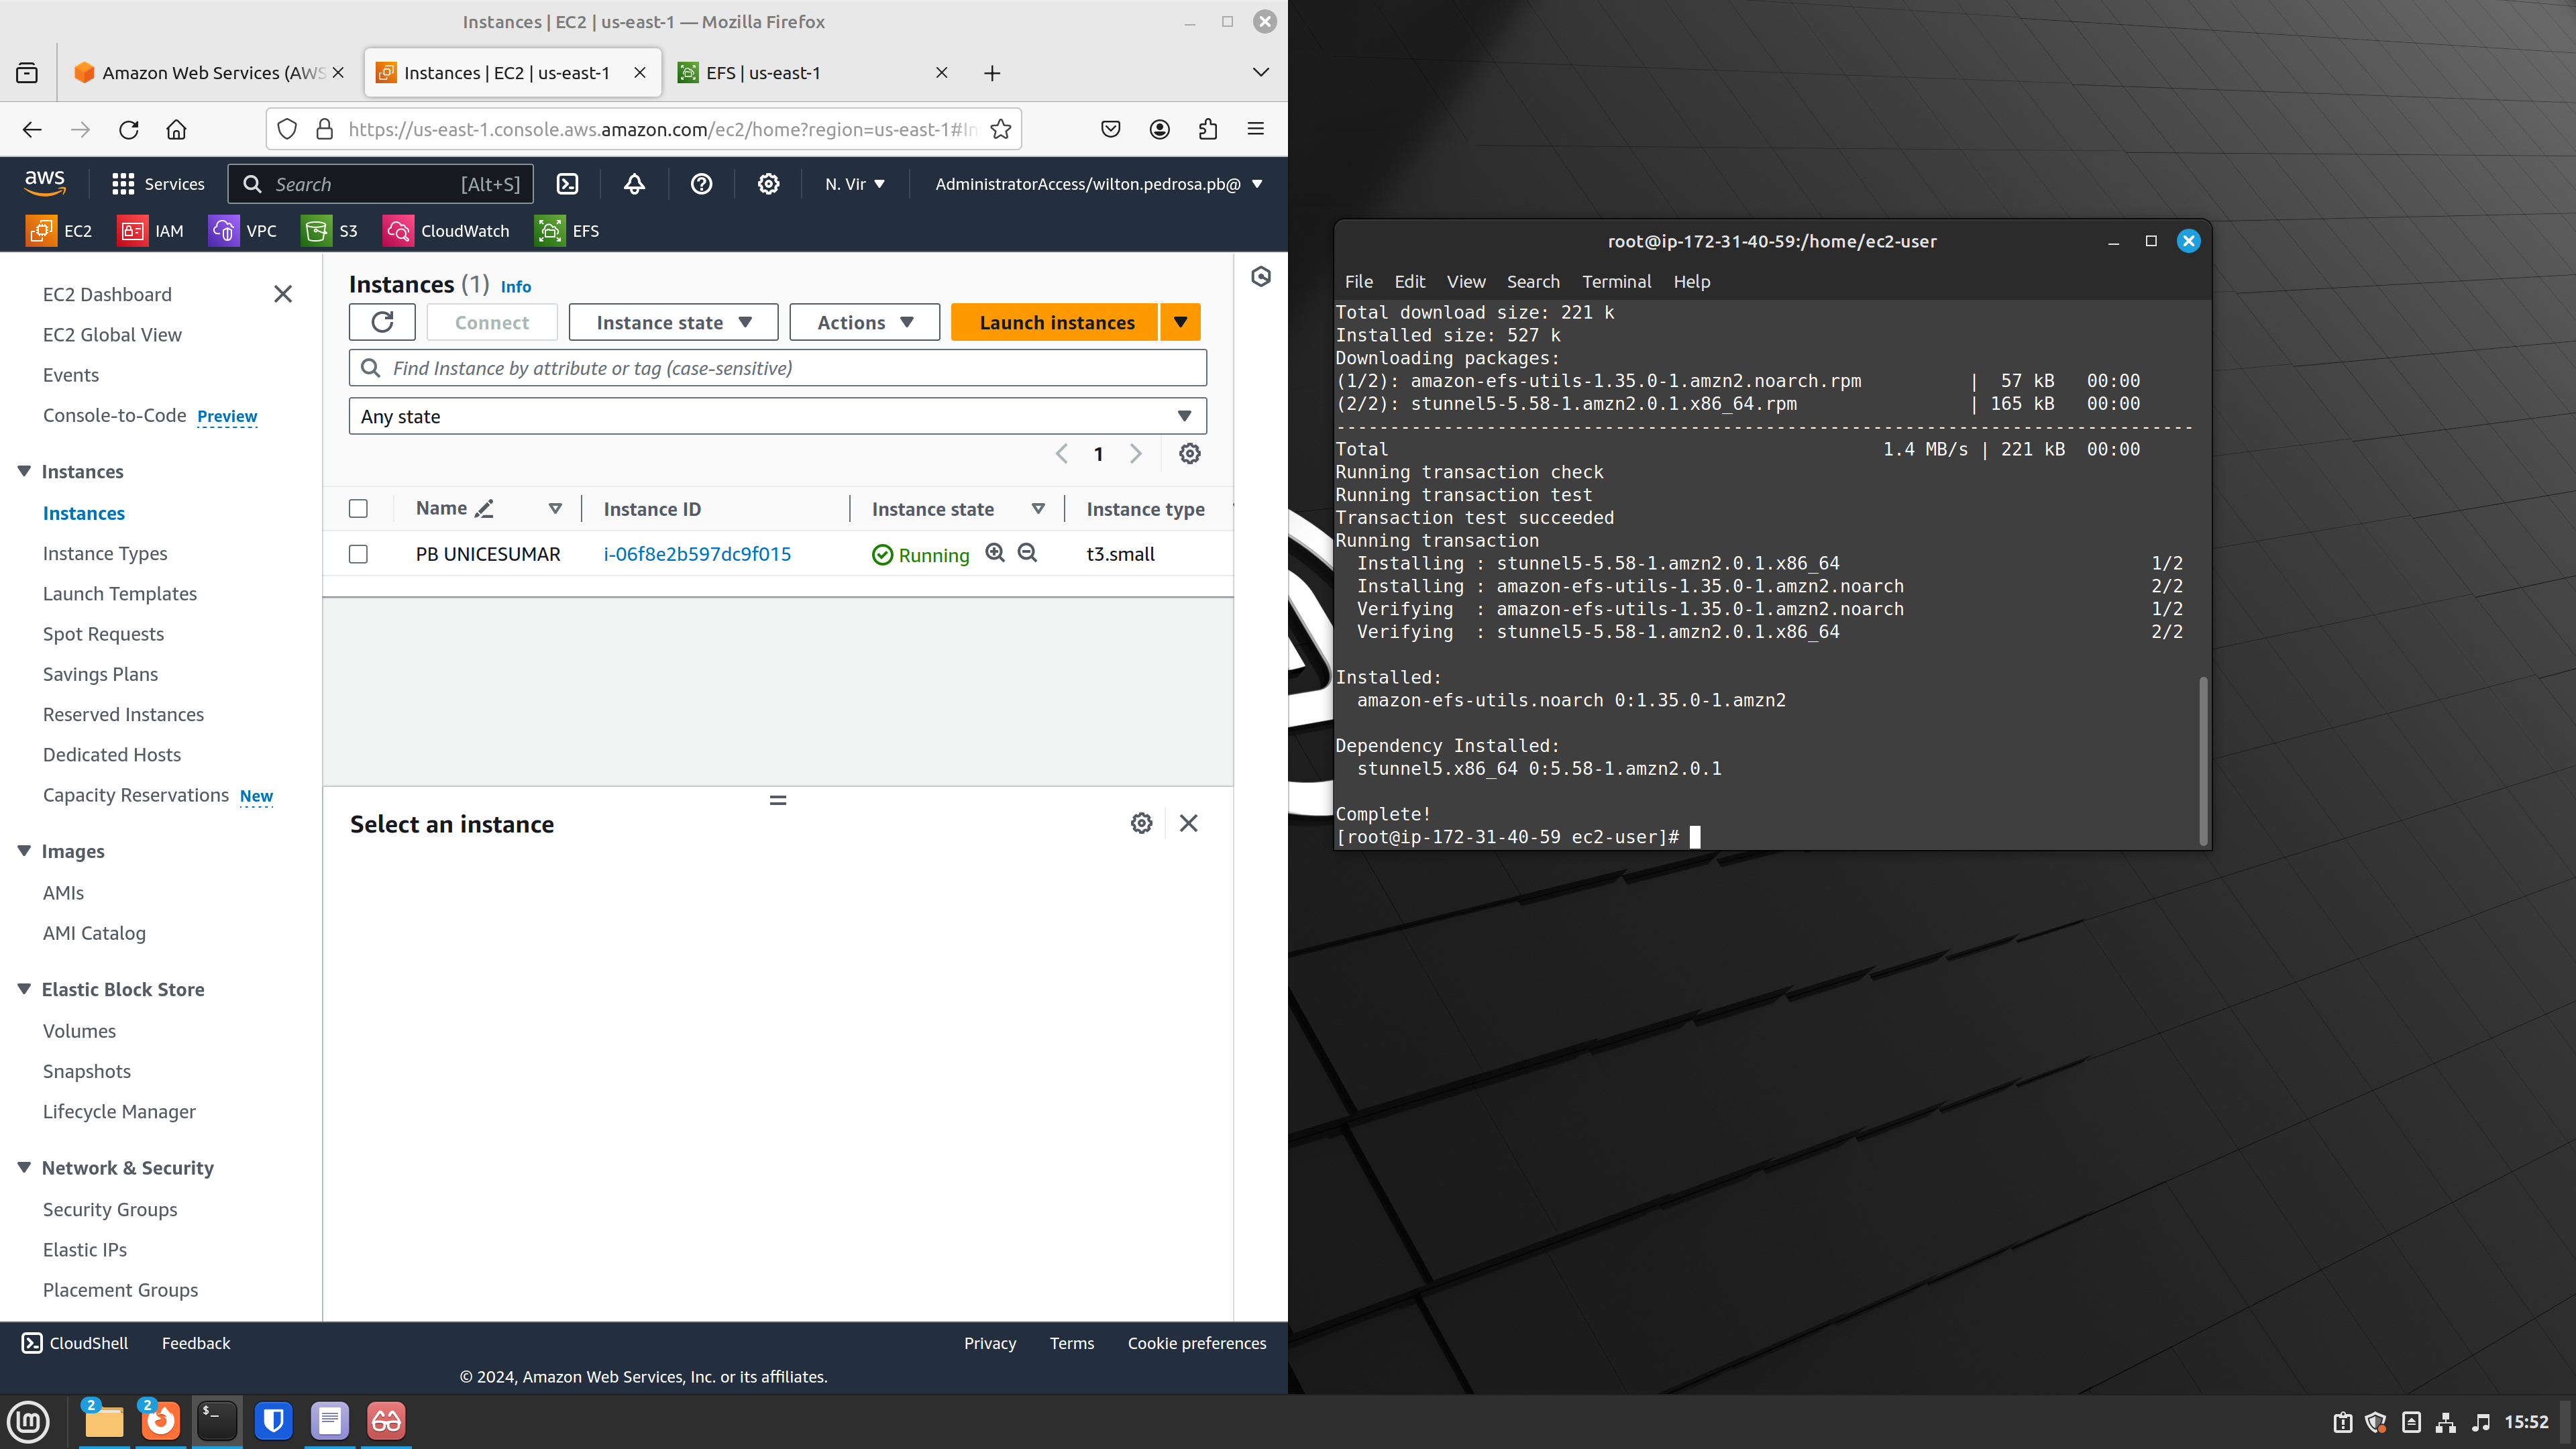 Instances | EC2 | us-east-1 — Mozilla Firefox
Amazon Web Services (AWS
Instances | EC2 | us-east-1
EFS | us-east-1
https://us-east-1.console.aws.amazon.com/ec2/home?region=us-east-1#In
aws
Services
Search
[Alt+S]
N. Vir
AdministratorAccess/wilton.pedrosa.pb@
EC2
IAM
VPC
S3
CloudWatch
EFS
EC2 Dashboard
EC2 Global View
Events
Console-to-Code Preview
Instances
Instances
Instance Types
Launch Templates
Spot Requests
Savings Plans
Reserved Instances
Dedicated Hosts
Capacity Reservations New
Images
AMIs
AMI Catalog
Elastic Block Store
Volumes
Snapshots
Lifecycle Manager
Network & Security
Security Groups
Elastic IPs
Placement Groups
Instances (1) Info
Connect
Instance state
Actions
Launch instances
Find Instance by attribute or tag (case-sensitive)
Any state
1
Name
Instance ID
Instance state
Instance type
PB UNICESUMAR
i-06f8e2b597dc9f015
Running
t3.small
Select an instance
CloudShell
Feedback
Privacy
Terms
Cookie preferences
© 2024, Amazon Web Services, Inc. or its affiliates.
root@ip-172-31-40-59:/home/ec2-user
File Edit View Search Terminal Help
Total download size: 221 k
Installed size: 527 k
Downloading packages:
(1/2): amazon-efs-utils-1.35.0-1.amzn2.noarch.rpm | 57 kB 00:00
(2/2): stunnel5-5.58-1.amzn2.0.1.x86_64.rpm | 165 kB 00:00
--------------------------------------------------------------------------------
Total 1.4 MB/s | 221 kB 00:00
Running transaction check
Running transaction test
Transaction test succeeded
Running transaction
Installing : stunnel5-5.58-1.amzn2.0.1.x86_64 1/2
Installing : amazon-efs-utils-1.35.0-1.amzn2.noarch 2/2
Verifying : amazon-efs-utils-1.35.0-1.amzn2.noarch 1/2
Verifying : stunnel5-5.58-1.amzn2.0.1.x86_64 2/2
Installed:
amazon-efs-utils.noarch 0:1.35.0-1.amzn2
Dependency Installed:
stunnel5.x86_64 0:5.58-1.amzn2.0.1
Complete!
[root@ip-172-31-40-59 ec2-user]#
2
2
$_
15:52